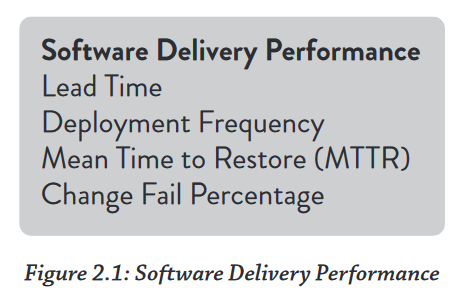 Software Delivery Performance
Lead Time
Deployment Frequency
Mean Time to Restore (MTTR)
Change Fail Percentage
Figure 2.1: Software Delivery Performance